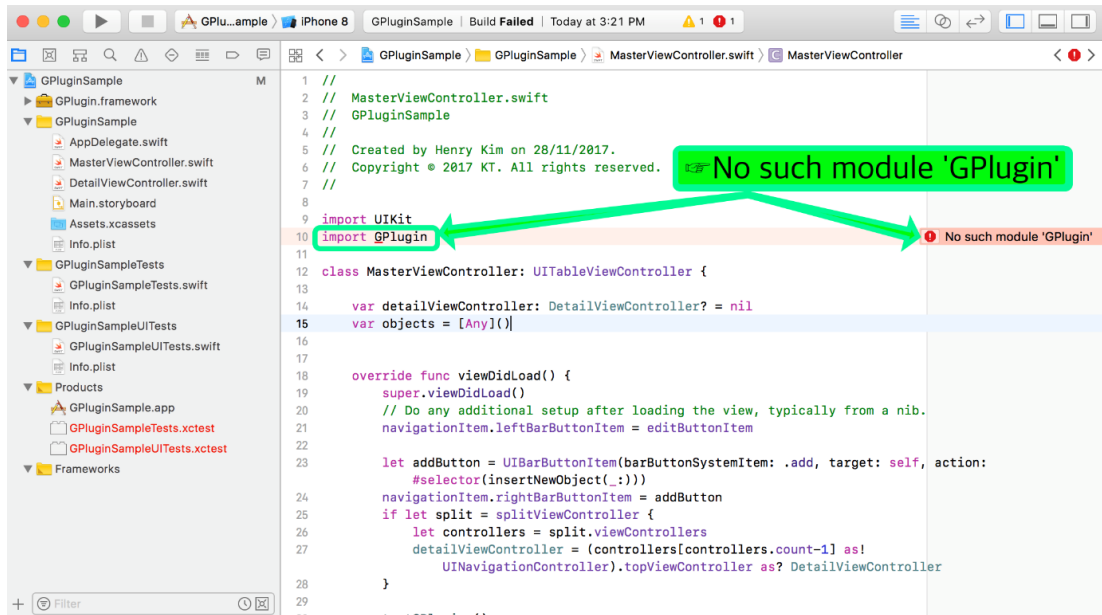 GPlu...ample 〉 iPhone 8
GPluginSample | Build Failed | Today at 3:21 PM
1
1
GPluginSample 〉 GPluginSample 〉 MasterViewController.swift 〉 C MasterViewController
GPluginSample M
GPlugin.framework
GPluginSample
AppDelegate.swift
MasterViewController.swift
DetailViewController.swift
Main.storyboard
Assets.xcassets
Info.plist
GPluginSampleTests
GPluginSampleTests.swift
Info.plist
GPluginSampleUITests
GPluginSampleUITests.swift
Info.plist
Products
GPluginSample.app
GPluginSampleTests.xctest
GPluginSampleUITests.xctest
Frameworks
Filter
1 //
2 //  MasterViewController.swift
3 //  GPluginSample
4 //
5 //  Created by Henry Kim on 28/11/2017.
6 //  Copyright © 2017 KT. All rights reserved.
7 //
8
9 import UIKit
10 import GPlugin
11
12 class MasterViewController: UITableViewController {
13
14     var detailViewController: DetailViewController? = nil
15     var objects = [Any]()
16
17
18     override func viewDidLoad() {
19         super.viewDidLoad()
20         // Do any additional setup after loading the view, typically from a nib.
21         navigationItem.leftBarButtonItem = editButtonItem
22
23         let addButton = UIBarButtonItem(barButtonSystemItem: .add, target: self, action:
            #selector(insertNewObject(_:)))
24         navigationItem.rightBarButtonItem = addButton
25         if let split = splitViewController {
26             let controllers = split.viewControllers
27             detailViewController = (controllers[controllers.count-1] as!
                UINavigationController).topViewController as? DetailViewController
28         }
29
☞No such module 'GPlugin'
No such module 'GPlugin'